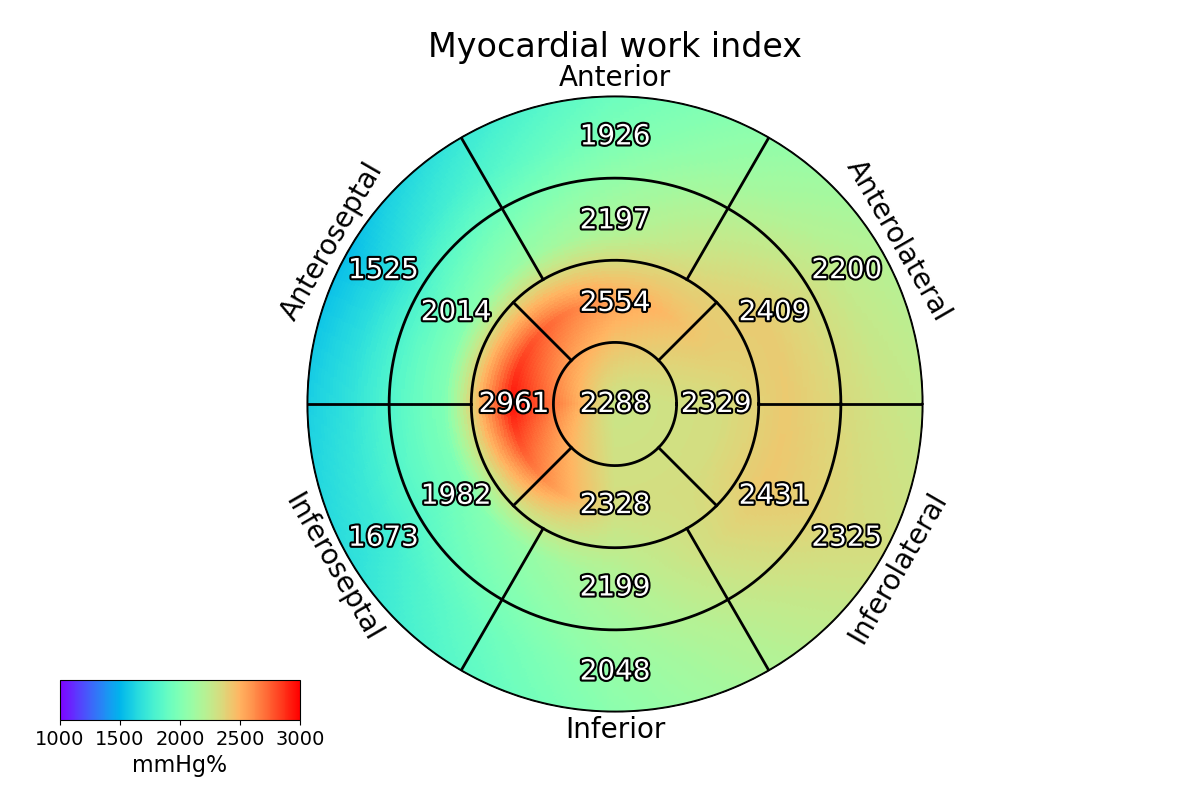 Myocardial work index
Anterior
1926
Anteroseptal
Anterolateral
2197
1525
2200
2014
2554
2409
2961
2288
2329
1982
2328
2431
1673
2325
Inferoseptal
Inferolateral
2199
2048
Inferior
1000 1500 2000 2500 3000
mmHg%